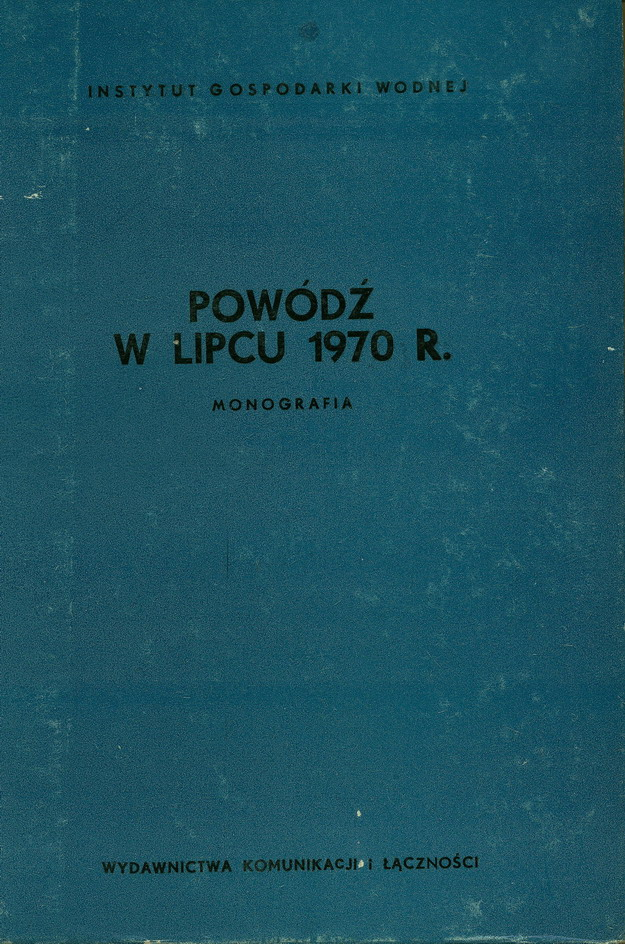 INSTYTUT GOSPODARKI WODNEJ
POWÓDŹ
W LIPCU 1970 R.
MONOGRAFIA
WYDAWNICTWA KOMUNIKACJI I ŁĄCZNOŚCI